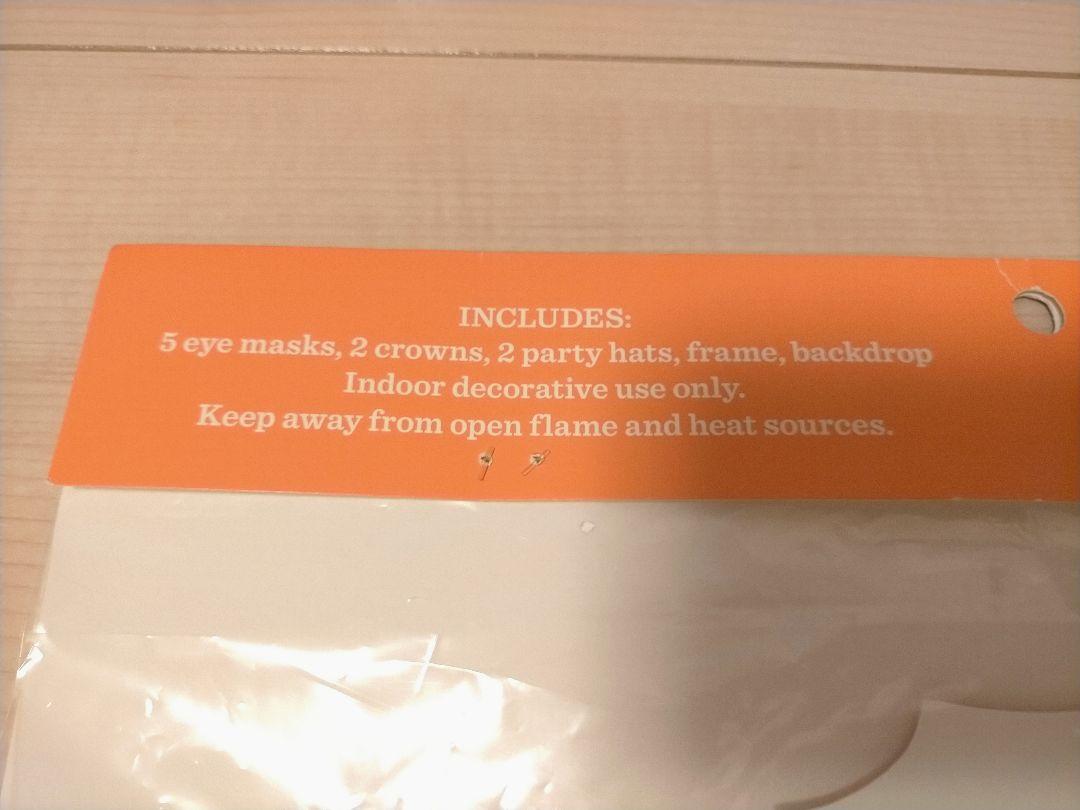 INCLUDES:
5 eye masks, 2 crowns, 2 party hats, frame, backdrop
Indoor decorative use only.
Keep away from open flame and heat sources.